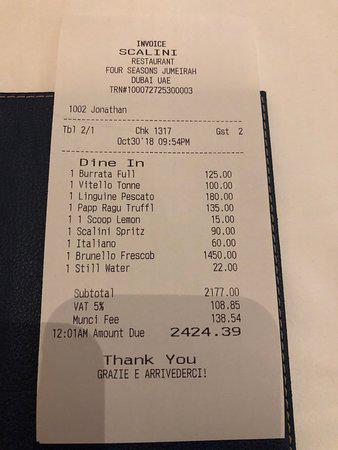 INVOICE
SCALINI
RESTAURANT
FOUR SEASONS JUMEIRAH
DUBAI UAE
TRN#100072725300003
1002 Jonathan
Tbl 2/1 Chk 1317 Gst 2
Oct30'18 09:54PM
Dine In
1 Burrata Full 125.00
1 Vitello Tonne 100.00
1 Linguine Pescato 180.00
1 Papp Ragu Truffl 135.00
1 1 Scoop Lemon 15.00
1 Scalini Spritz 90.00
1 Italiano 60.00
1 Brunello Frescob 1450.00
1 Still Water 22.00
Subtotal 2177.00
VAT 5% 108.85
Munci Fee 138.54
12:01AM Amount Due 2424.39
Thank You
GRAZIE E ARRIVEDERCI!